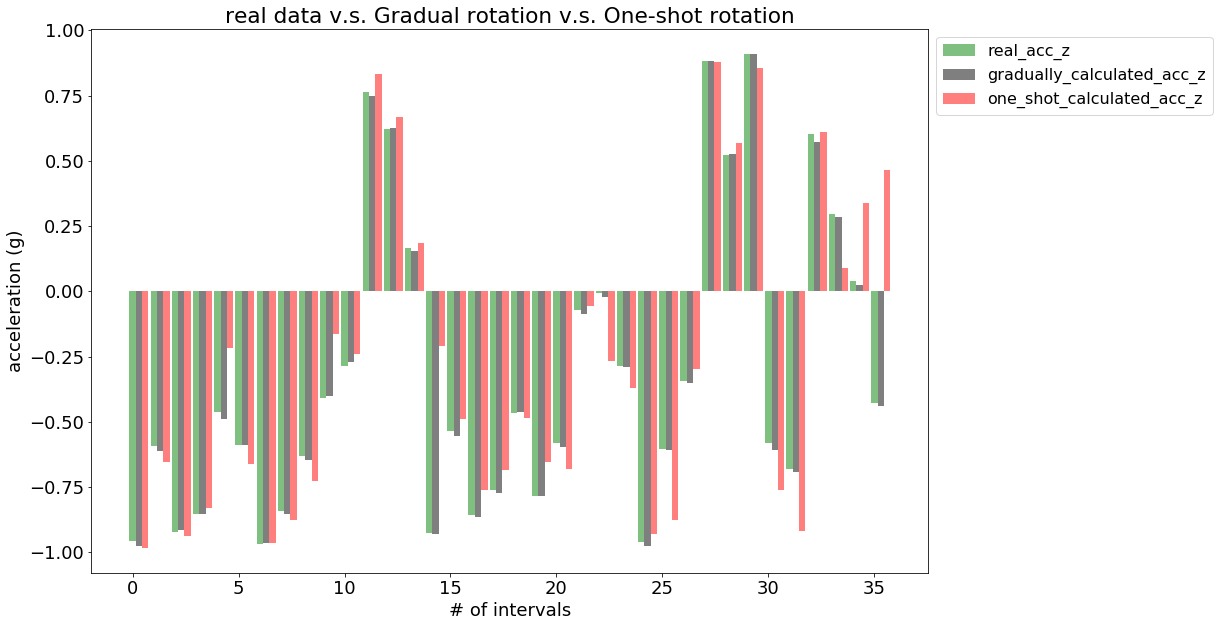 real data v.s. Gradual rotation v.s. One-shot rotation
real_acc_z
gradually_calculated_acc_z
one_shot_calculated_acc_z
acceleration (g)
1.00
0.75
0.50
0.25
0.00
−0.25
−0.50
−0.75
−1.00
0 5 10 15 20 25 30 35
# of intervals